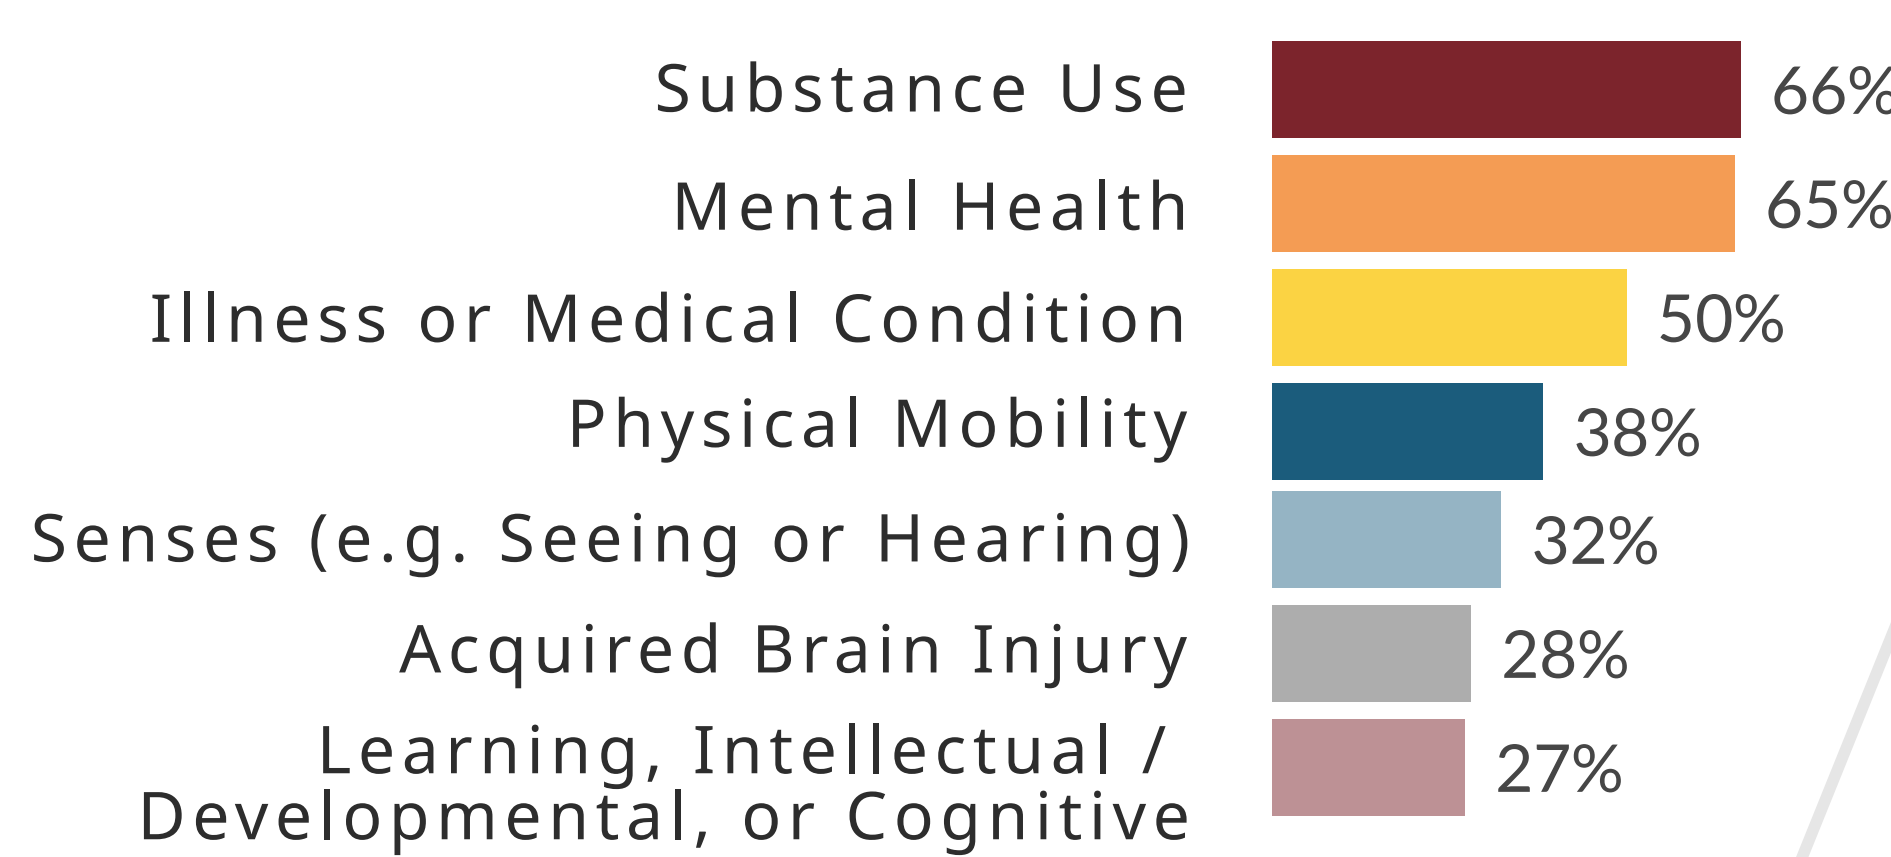 Substance Use 66%
Mental Health 65%
Illness or Medical Condition 50%
Physical Mobility 38%
Senses (e.g. Seeing or Hearing) 32%
Acquired Brain Injury 28%
Learning, Intellectual /
Developmental, or Cognitive 27%